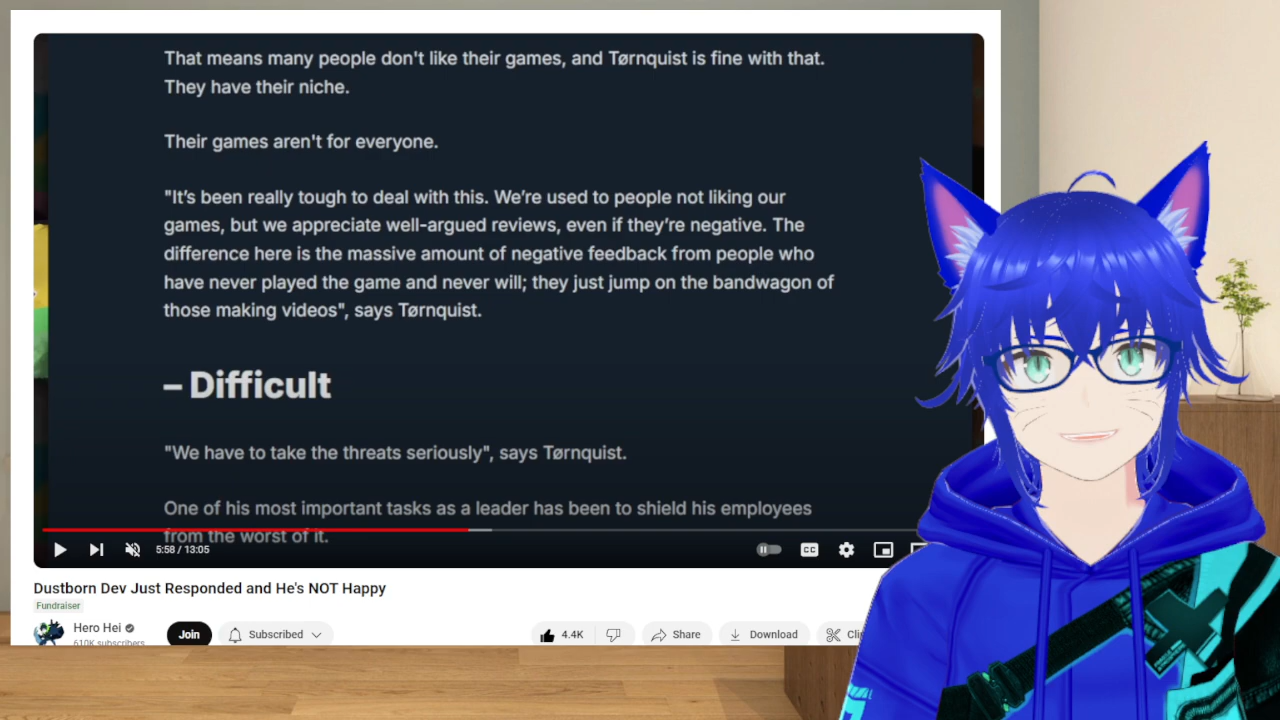 That means many people don't like their games, and Tørnquist is fine with that.
They have their niche.
Their games aren't for everyone.
"It's been really tough to deal with this. We're used to people not liking our
games, but we appreciate well-argued reviews, even if they're negative. The
difference here is the massive amount of negative feedback from people who
have never played the game and never will; they just jump on the bandwagon of
those making videos", says Tørnquist.
– Difficult
"We have to take the threats seriously", says Tørnquist.
One of his most important tasks as a leader has been to shield his employees
from the worst of it.
5:58 / 13:05
CC
Dustborn Dev Just Responded and He's NOT Happy
Fundraiser
Hero Hei
610K subscribers
Join
Subscribed
4.4K
Share
Download